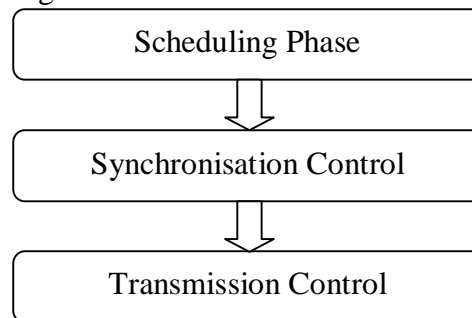 Scheduling Phase
Synchronisation Control
Transmission Control